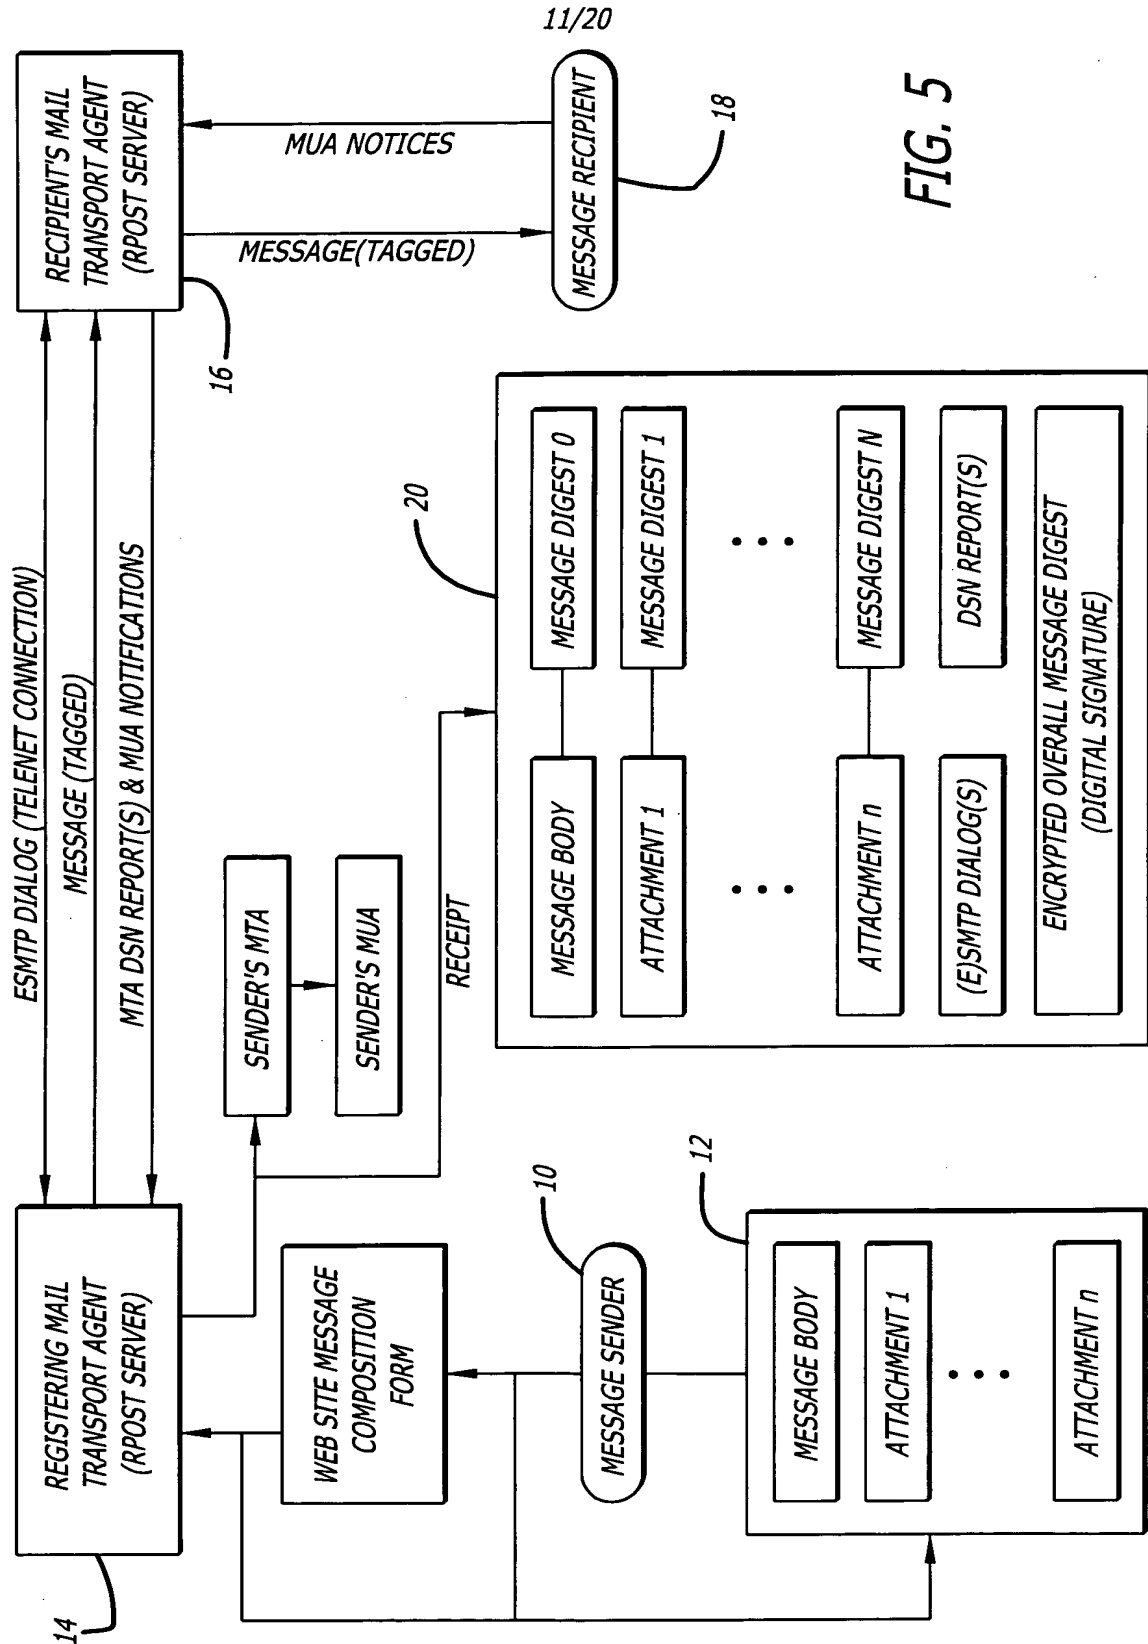 11/20
ESMTP DIALOG (TELENET CONNECTION)
MESSAGE (TAGGED)
MTA DSN REPORT(S) & MUA NOTIFICATIONS
REGISTERING MAIL
TRANSPORT AGENT
(RPOST SERVER)
14
RECIPIENT'S MAIL
TRANSPORT AGENT
(RPOST SERVER)
16
MUA NOTICES
MESSAGE(TAGGED)
MESSAGE RECIPIENT
18
SENDER'S MTA
SENDER'S MUA
RECEIPT
WEB SITE MESSAGE
COMPOSITION
FORM
MESSAGE SENDER
10
12
MESSAGE BODY
ATTACHMENT 1
• • •
ATTACHMENT n
20
MESSAGE BODY
MESSAGE DIGEST 0
ATTACHMENT 1
MESSAGE DIGEST 1
• • •
• • •
ATTACHMENT n
MESSAGE DIGEST N
(E)SMTP DIALOG(S)
DSN REPORT(S)
ENCRYPTED OVERALL MESSAGE DIGEST
(DIGITAL SIGNATURE)
FIG. 5